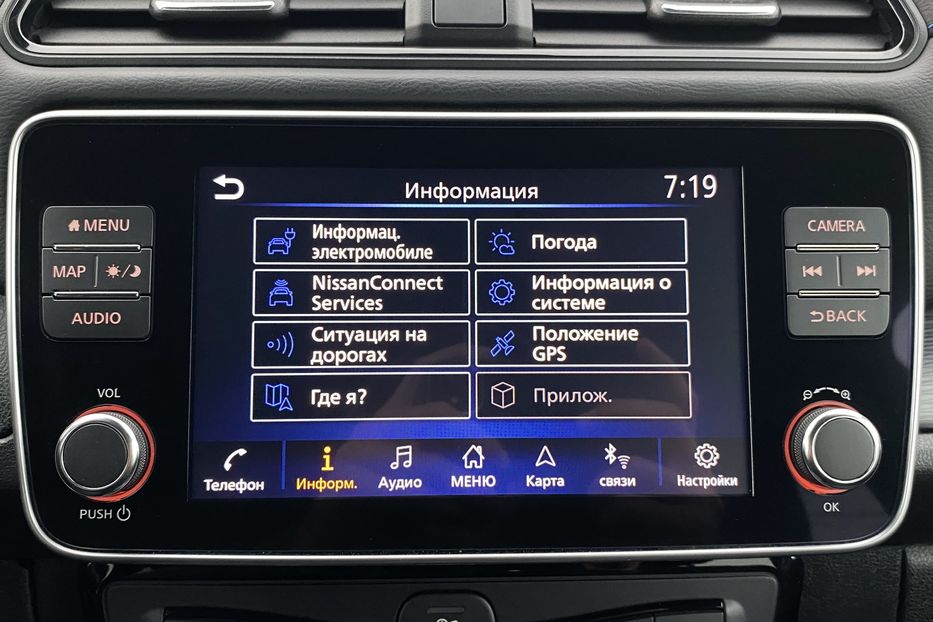 Информация
7:19
MENU
MAP
AUDIO
VOL
PUSH
Информац.
электромобиле
Погода
NissanConnect
Services
Информация о
системе
Ситуация на
дорогах
Положение
GPS
Где я?
Прилож.
Телефон
Информ.
Аудио
МЕНЮ
Карта
связи
Настройки
CAMERA
BACK
OK